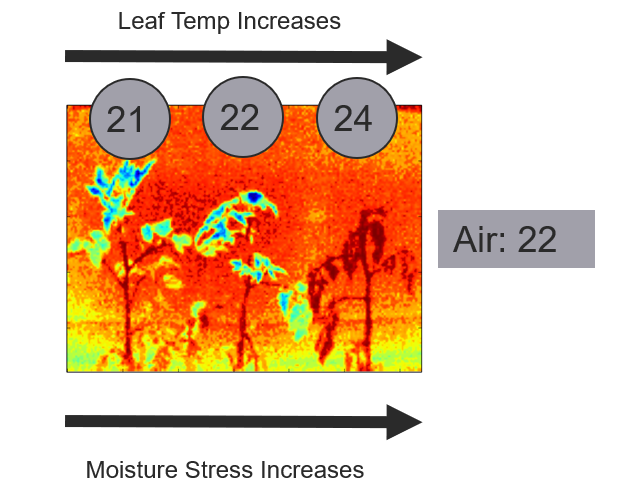 Leaf Temp Increases
21 22 24
Air: 22
Moisture Stress Increases